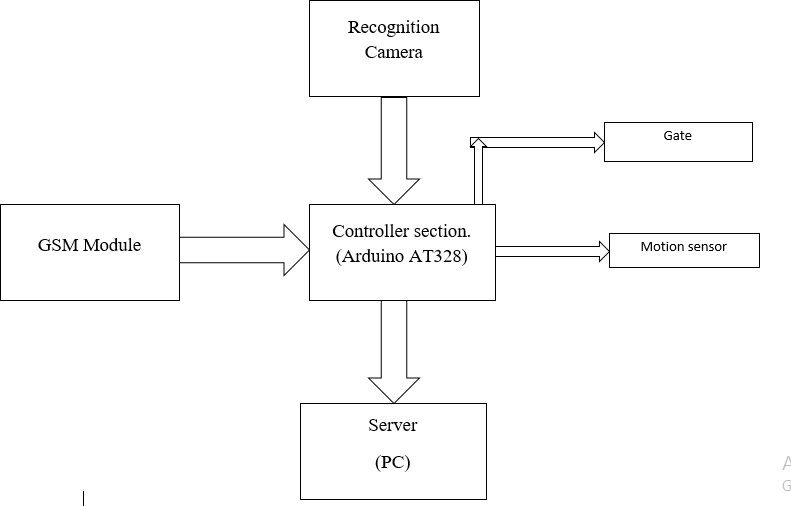 Recognition
Camera
Gate
GSM Module
Controller section.
(Arduino AT328)
Motion sensor
Server
(PC)
A
G